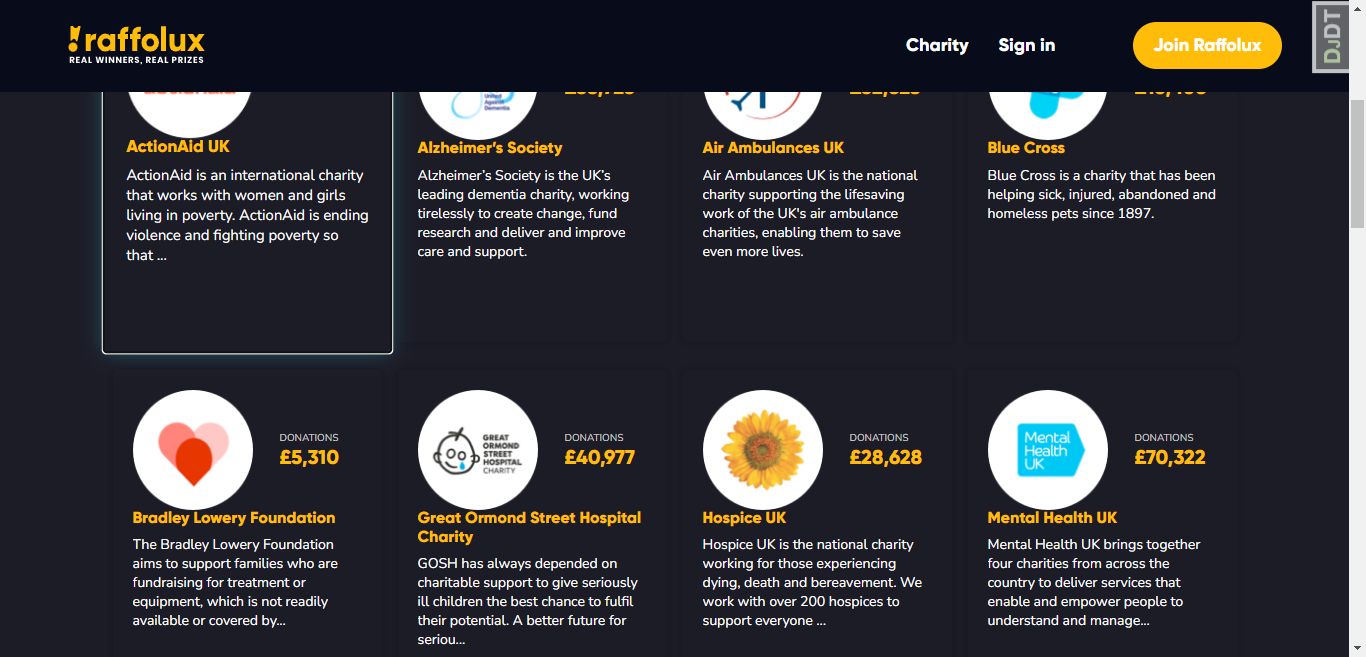 raffolux
REAL WINNERS, REAL PRIZES
Charity
Sign in
Join Raffolux
DJDT
United
Against
Dementia
ActionAid UK
ActionAid is an international charity
that works with women and girls
living in poverty. ActionAid is ending
violence and fighting poverty so
that ...
Alzheimer’s Society
Alzheimer’s Society is the UK’s
leading dementia charity, working
tirelessly to create change, fund
research and deliver and improve
care and support.
Air Ambulances UK
Air Ambulances UK is the national
charity supporting the lifesaving
work of the UK's air ambulance
charities, enabling them to save
even more lives.
Blue Cross
Blue Cross is a charity that has been
helping sick, injured, abandoned and
homeless pets since 1897.
DONATIONS
£5,310
Bradley Lowery Foundation
The Bradley Lowery Foundation
aims to support families who are
fundraising for treatment or
equipment, which is not readily
available or covered by...
GREAT
ORMOND
STREET
HOSPITAL
CHARITY
DONATIONS
£40,977
Great Ormond Street Hospital
Charity
GOSH has always depended on
charitable support to give seriously
ill children the best chance to fulfil
their potential. A better future for
seriou...
DONATIONS
£28,628
Hospice UK
Hospice UK is the national charity
working for those experiencing
dying, death and bereavement. We
work with over 200 hospices to
support everyone ...
Mental
Health
UK
DONATIONS
£70,322
Mental Health UK
Mental Health UK brings together
four charities from across the
country to deliver services that
enable and empower people to
understand and manage...